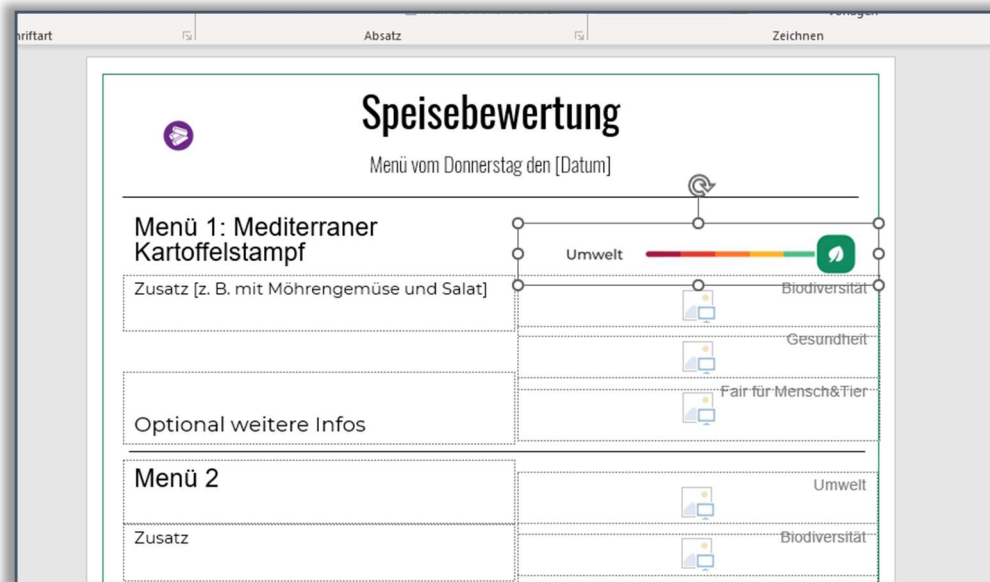 Absatz
Zeichnen
Speisebewertung
Menü vom Donnerstag den [Datum]
Menü 1: Mediterraner
Kartoffelstampf
Umwelt
Zusatz [z. B. mit Möhrengemüse und Salat]
Biodiversität
Gesundheit
Fair für Mensch&Tier
Optional weitere Infos
Menü 2
Umwelt
Zusatz
Biodiversität